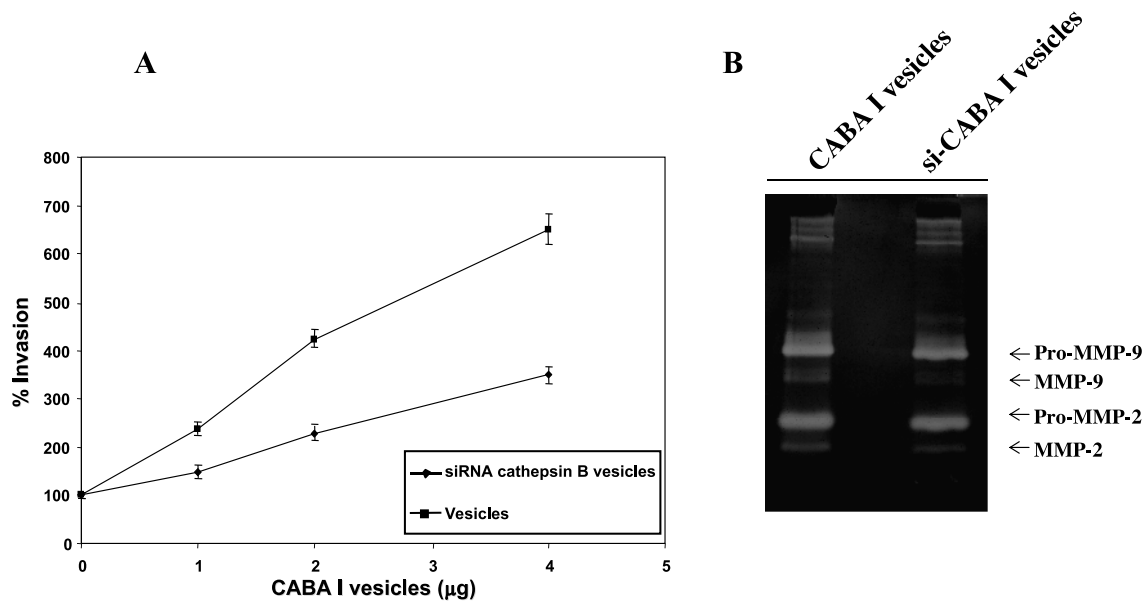 A
800
700
600
500
400
300
200
100
0
% Invasion
0 1 2 3 4 5
CABA I vesicles (µg)
siRNA cathepsin B vesicles
Vesicles
B
CABA I vesicles
si-CABA I vesicles
← Pro-MMP-9
← MMP-9
← Pro-MMP-2
← MMP-2